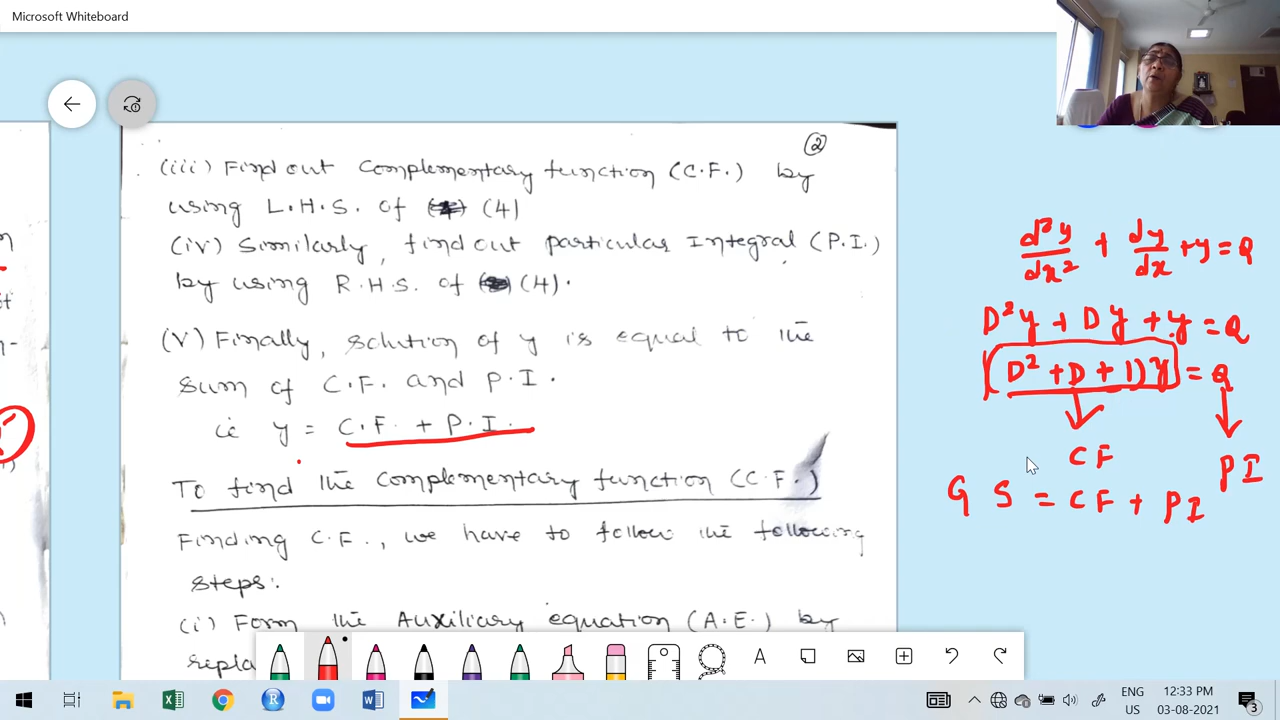 Microsoft Whiteboard
②
(iii) Find out complementary function (C.F.) by
using L.H.S. of (4)
(iv) Similarly, find out particular Integral (P.I.)
by using R.H.S. of (4).
(V) Finally, solution of y is equal to the
sum of C.F. and P.I.
ie y = C.F. + P.I.
To find the complementary function (C.F.)
Finding C.F., we have to follow the following
steps:
(i) Form the Auxiliary equation (A.E.) by
d²y/dx² + dy/dx + y = Q
D²y + Dy + y = Q
(D² + D + 1)y = Q
CF
PI
G S = CF + PI
ENG
US
12:33 PM
03-08-2021
3